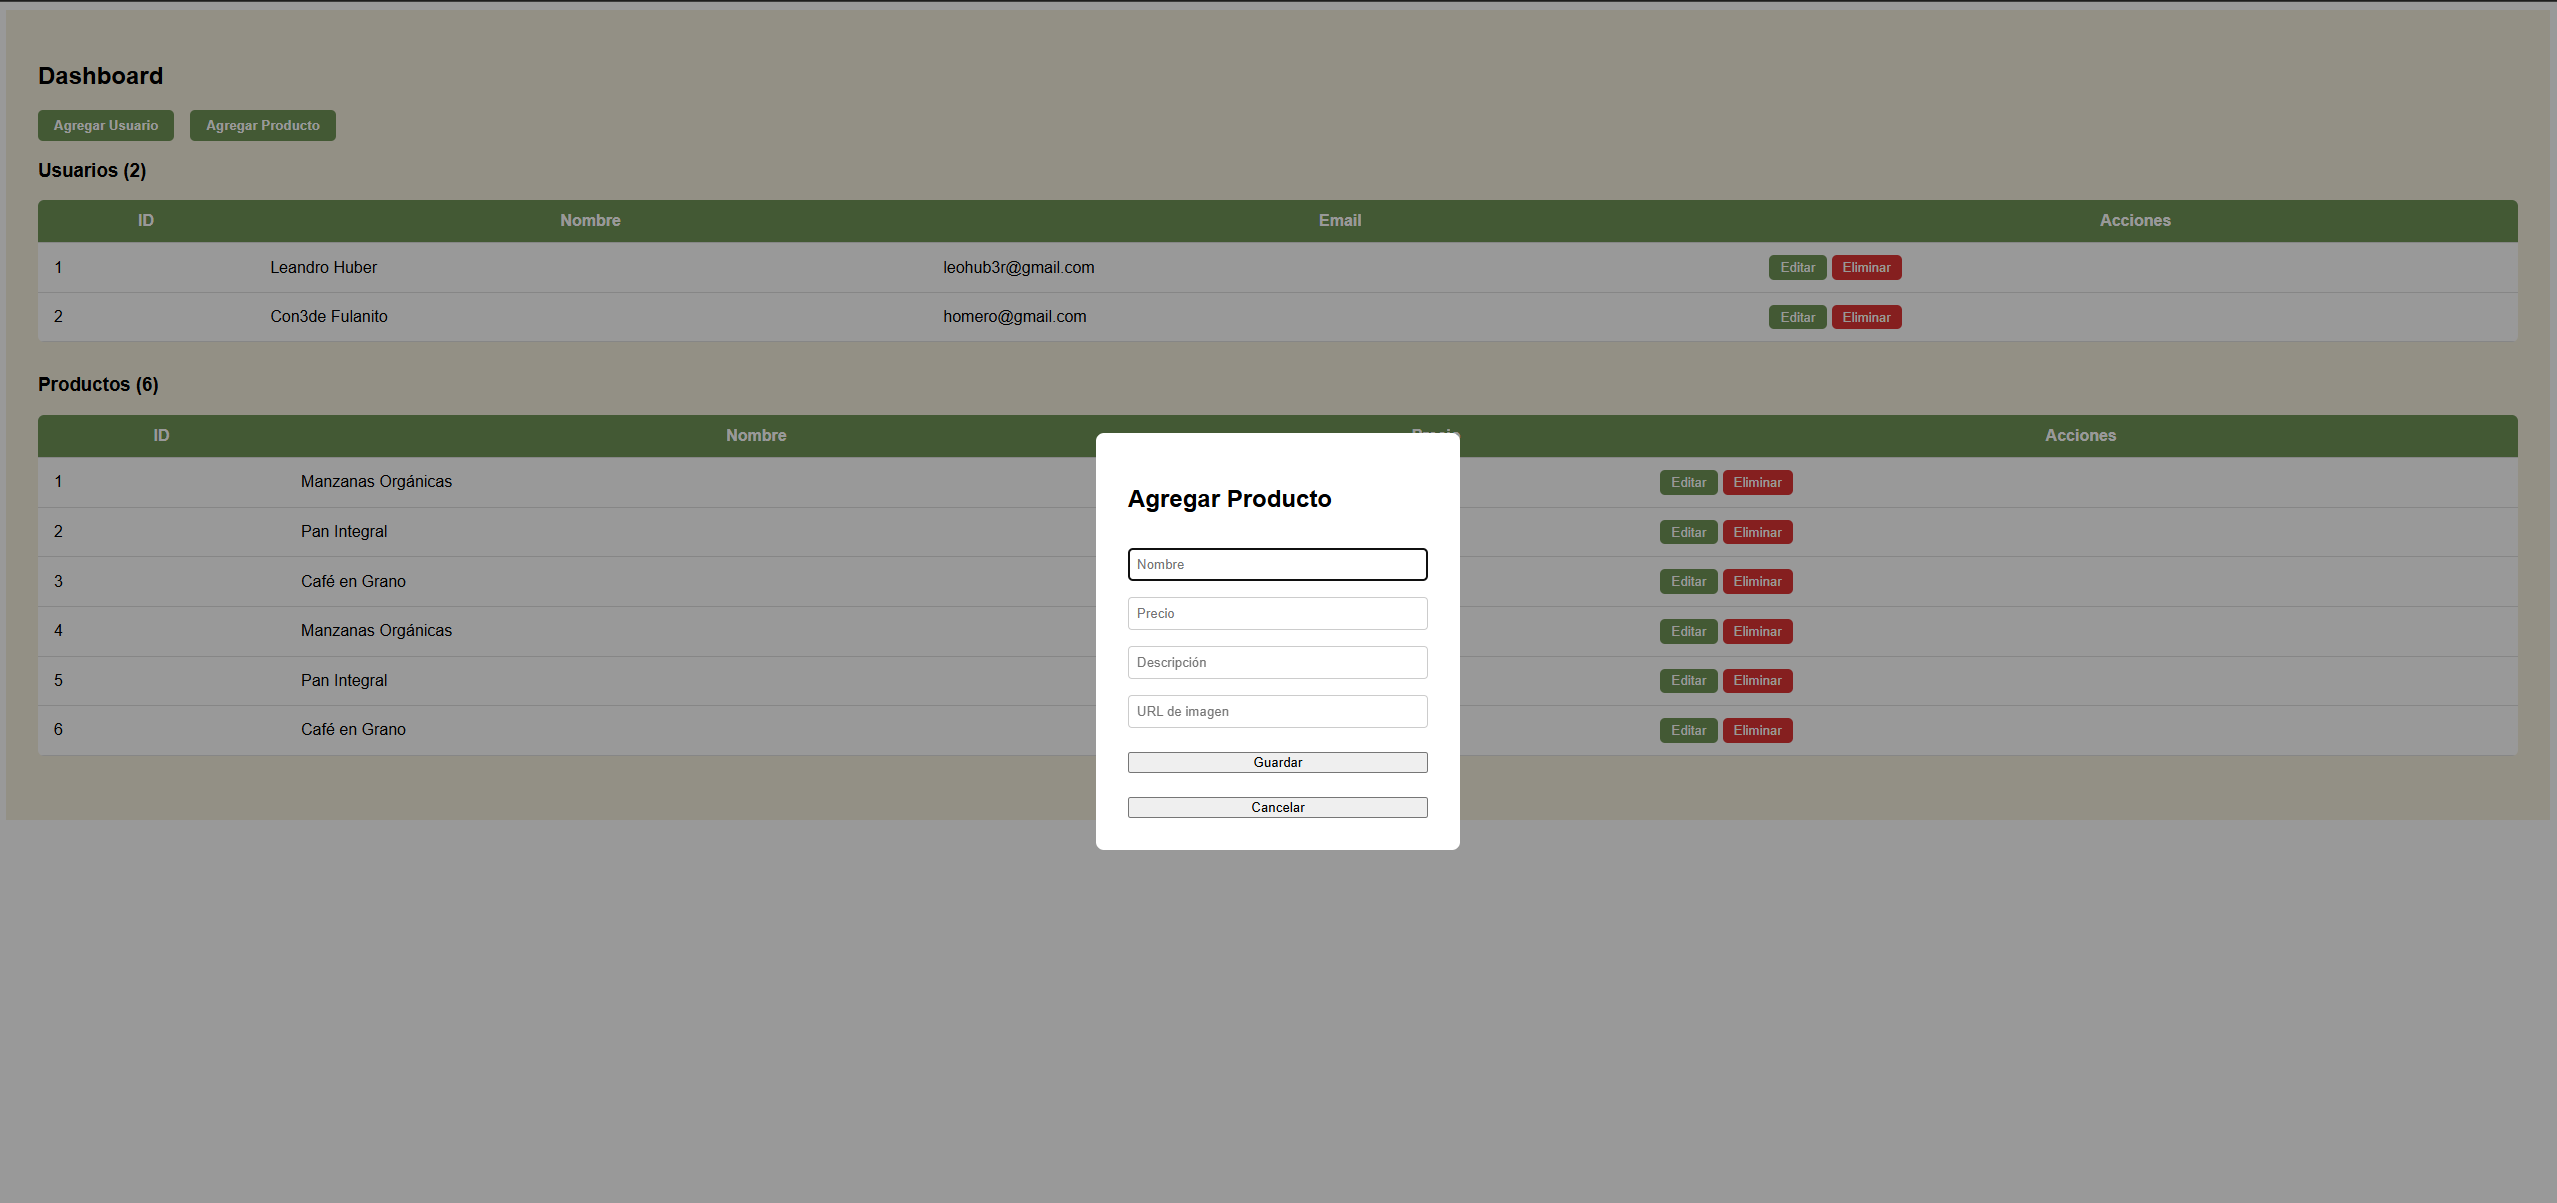 Dashboard
Agregar Usuario Agregar Producto
Usuarios (2)
ID Nombre Email Acciones
1 Leandro Huber leohub3r@gmail.com Editar Eliminar
2 Con3de Fulanito homero@gmail.com Editar Eliminar
Productos (6)
ID Nombre Precio Acciones
1 Manzanas Orgánicas Editar Eliminar
2 Pan Integral Editar Eliminar
3 Café en Grano Editar Eliminar
4 Manzanas Orgánicas Editar Eliminar
5 Pan Integral Editar Eliminar
6 Café en Grano Editar Eliminar
Agregar Producto
Nombre
Precio
Descripción
URL de imagen
Guardar
Cancelar